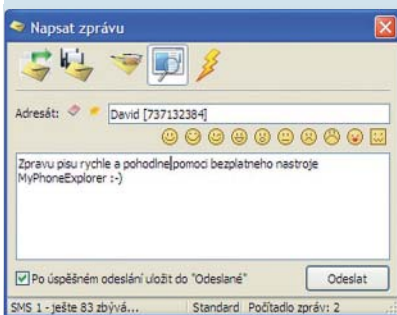 Napsat zprávu
Adresát: David [737132384]
Zpravu pisu rychle a pohodlne pomoci bezplatneho nastroje
MyPhoneExplorer :-)
Po úspěšném odeslání uložit do "Odeslané"
Odeslat
SMS 1 - ještě 83 zbývá... Standard Počítadlo zpráv: 2